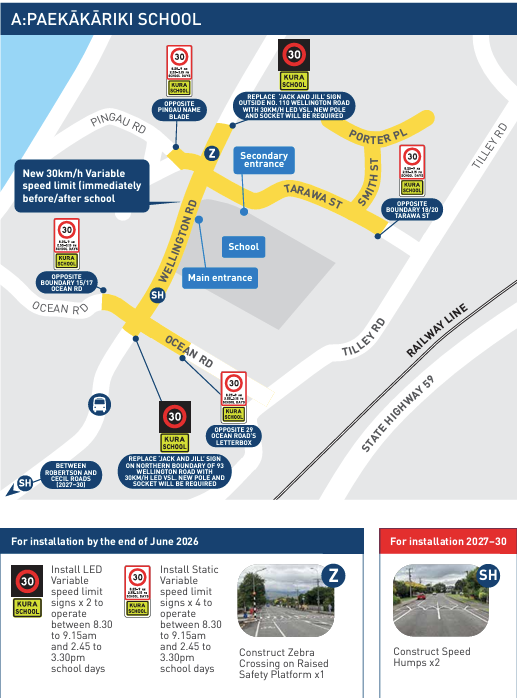 A:PAEKĀKĀRIKI SCHOOL
30
KURA
SCHOOL
OPPOSITE
PINGAU NAME
BLADE
30
KURA
SCHOOL
REPLACE 'JACK AND JILL' SIGN
OUTSIDE NO. 110 WELLINGTON ROAD
WITH 30KM/H LED VSL. NEW POLE
AND SOCKET WILL BE REQUIRED
PINGAU RD
Z
PORTER PL
TILLEY RD
Secondary
entrance
30
KURA
SCHOOL
New 30km/h Variable
speed limit (immediately
before/after school
SMITH ST
TARAWA ST
OPPOSITE
BOUNDARY 18/20
TARAWA ST
WELLINGTON RD
30
KURA
SCHOOL
School
OPPOSITE
BOUNDARY 15/17
OCEAN RD
Main entrance
SH
OCEAN RD
RAILWAY LINE
TILLEY RD
OCEAN RD
STATE HIGHWAY 59
30
KURA
SCHOOL
30
KURA
SCHOOL
OPPOSITE 29
OCEAN ROAD'S
LETTERBOX
REPLACE 'JACK AND JILL' SIGN
ON NORTHERN BOUNDARY OF 93
WELLINGTON ROAD WITH
30KM/H LED VSL. NEW POLE AND
SOCKET WILL BE REQUIRED
SH
BETWEEN
ROBERTSON AND
CECIL ROADS
(2027–30)
For installation by the end of June 2026
30
KURA
SCHOOL
Install LED
Variable
speed limit
signs x 2 to
operate
between 8.30
to 9.15am
and 2.45 to
3.30pm
school days
30
KURA
SCHOOL
Install Static
Variable
speed limit
signs x 4 to
operate
between 8.30
to 9.15am
and 2.45 to
3.30pm
school days
Z
Construct Zebra
Crossing on Raised
Safety Platform x1
For installation 2027–30
SH
Construct Speed
Humps x2